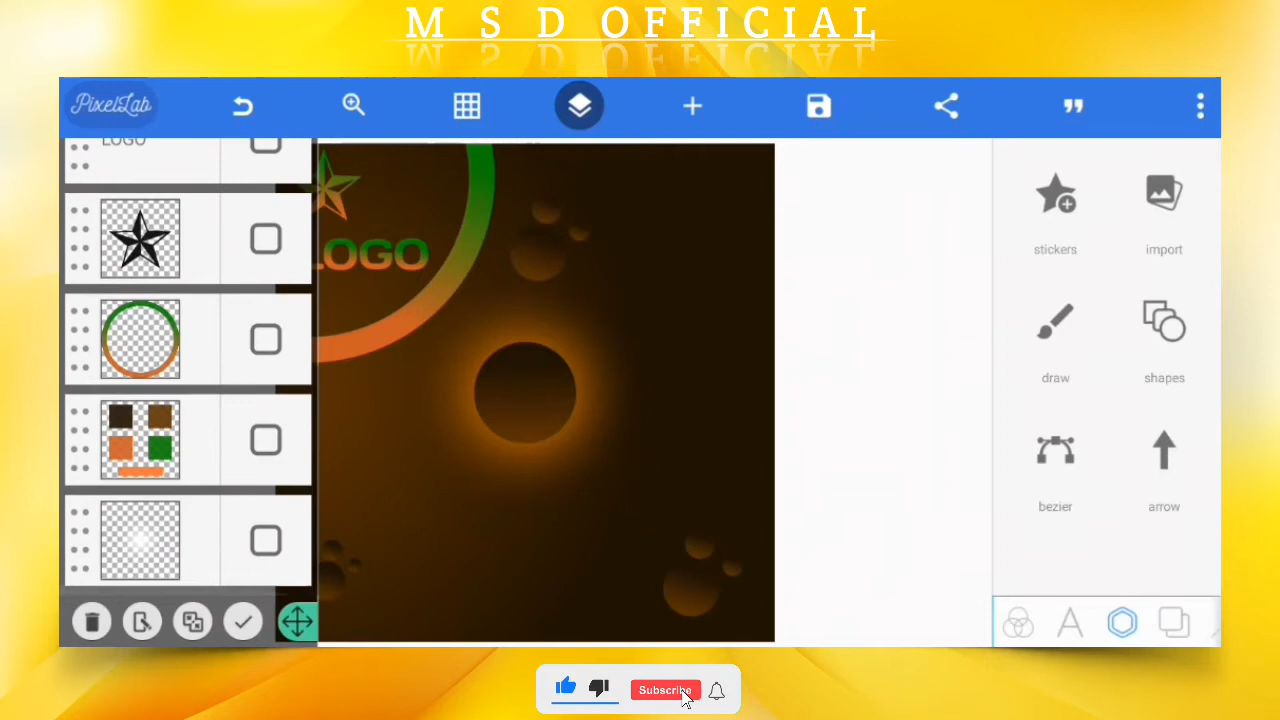 M S D OFFICIAL
PixelLab
LOGO
LOGO
stickers
import
draw
shapes
bezier
arrow
Subscribe